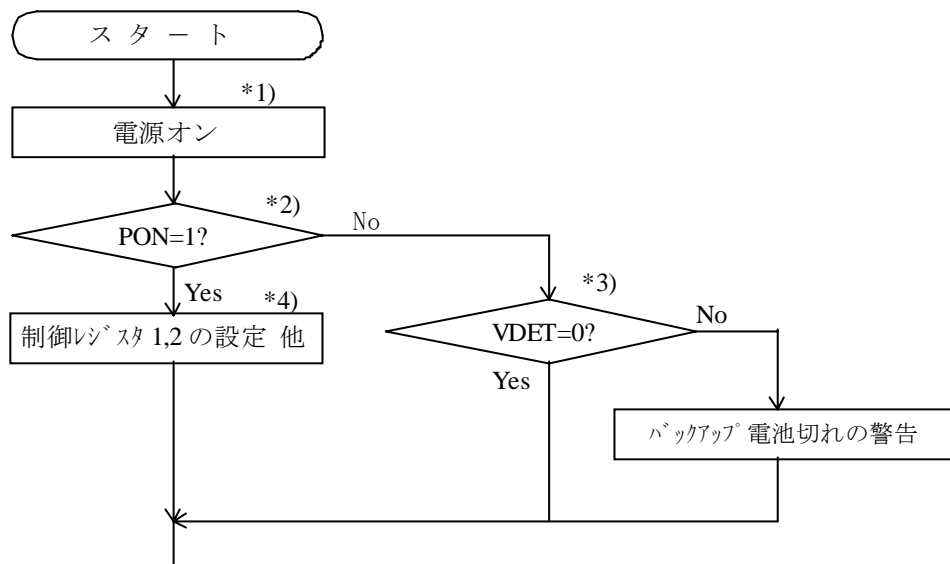 スタート
*1)
電源オン
*2)
No
PON=1?
*3)
Yes
*4)
No
制御ﾚｼﾞｽﾀ 1,2 の設定 他
VDET=0?
Yes
ﾊﾞｯｸｱｯﾌﾟ電池切れの警告